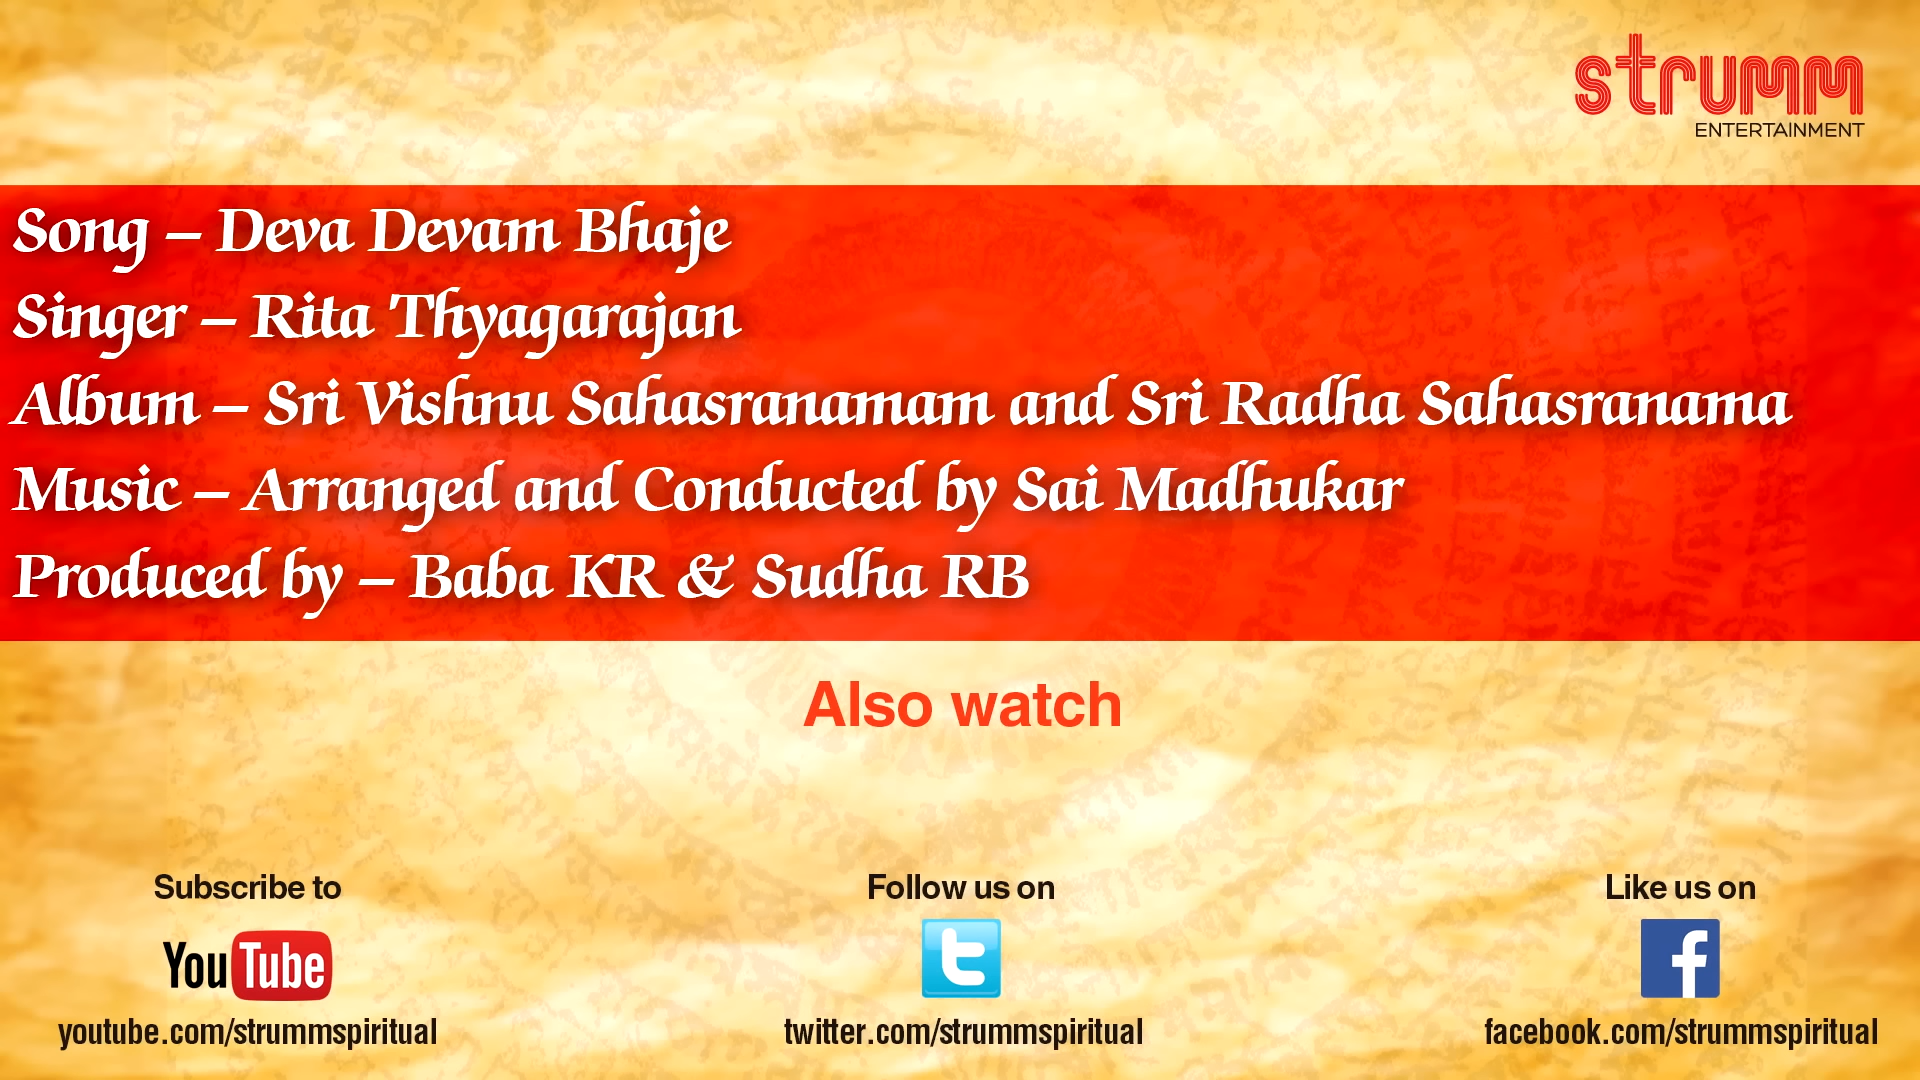 strumm
ENTERTAINMENT
Song – Deva Devam Bhaje
Singer – Rita Thyagarajan
Album – Sri Vishnu Sahasranamam and Sri Radha Sahasranama
Music – Arranged and Conducted by Sai Madhukar
Produced by – Baba KR & Sudha RB
Also watch
Subscribe to
YouTube
youtube.com/strummspiritual
Follow us on
t
twitter.com/strummspiritual
Like us on
f
facebook.com/strummspiritual